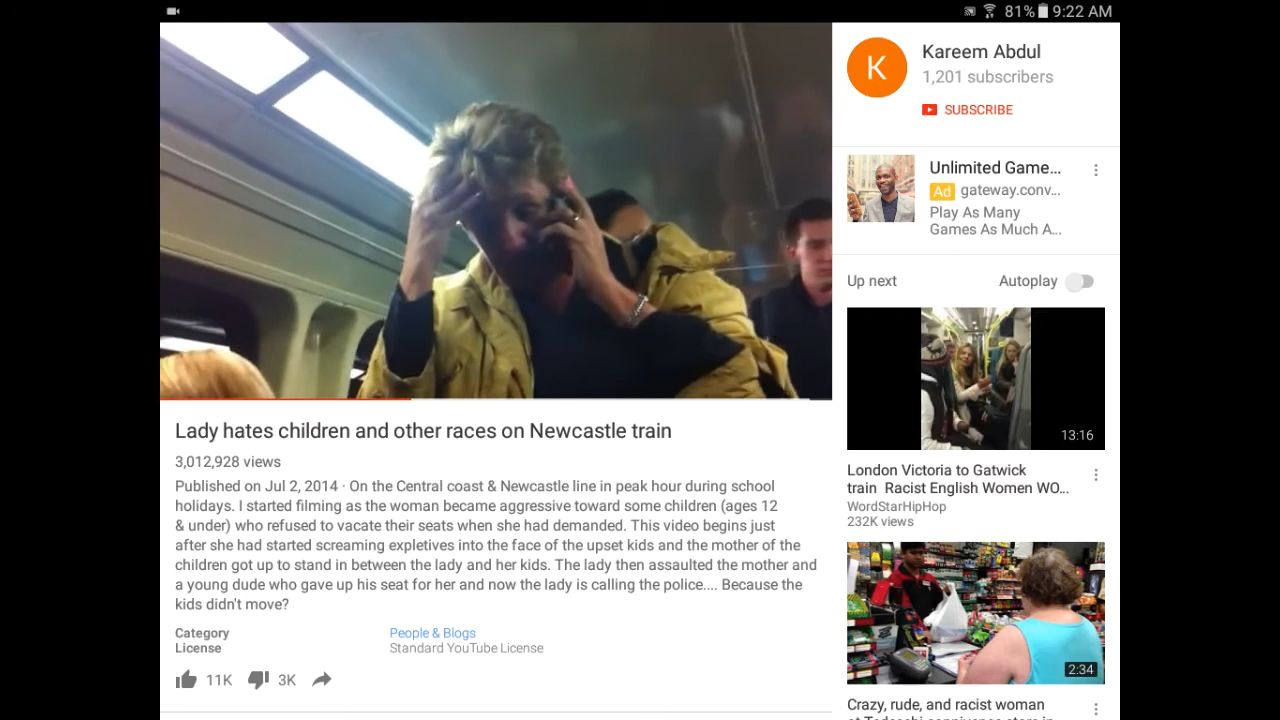 81% 9:22 AM
Kareem Abdul
1,201 subscribers
SUBSCRIBE
K
Unlimited Game...
Ad gateway.conv...
Play As Many
Games As Much A...
Up next Autoplay
13:16
London Victoria to Gatwick
train Racist English Women WO...
WordStarHipHop
232K views
2:34
Crazy, rude, and racist woman
at Tedeschi connivance store in
Lady hates children and other races on Newcastle train
3,012,928 views
Published on Jul 2, 2014 · On the Central coast & Newcastle line in peak hour during school
holidays. I started filming as the woman became aggressive toward some children (ages 12
& under) who refused to vacate their seats when she had demanded. This video begins just
after she had started screaming expletives into the face of the upset kids and the mother of the
children got up to stand in between the lady and her kids. The lady then assaulted the mother and
a young dude who gave up his seat for her and now the lady is calling the police.... Because the
kids didn't move?
Category People & Blogs
License Standard YouTube License
11K 3K